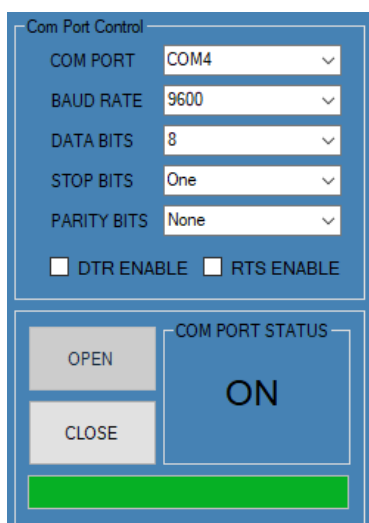 Com Port Control
COM PORT COM4
BAUD RATE 9600
DATA BITS 8
STOP BITS One
PARITY BITS None
DTR ENABLE RTS ENABLE
COM PORT STATUS
OPEN
ON
CLOSE